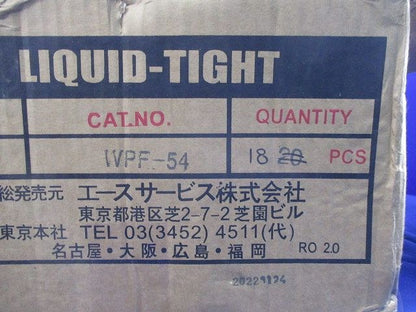 LIQUID-TIGHT
CAT.NO. QUANTITY
WPF-54 18 20 PCS
総発売元 エースサービス株式会社
東京都港区芝2-7-2芝園ビル
東京本社 TEL 03(3452) 4511(代)
名古屋・大阪・広島・福岡 RO 2.0